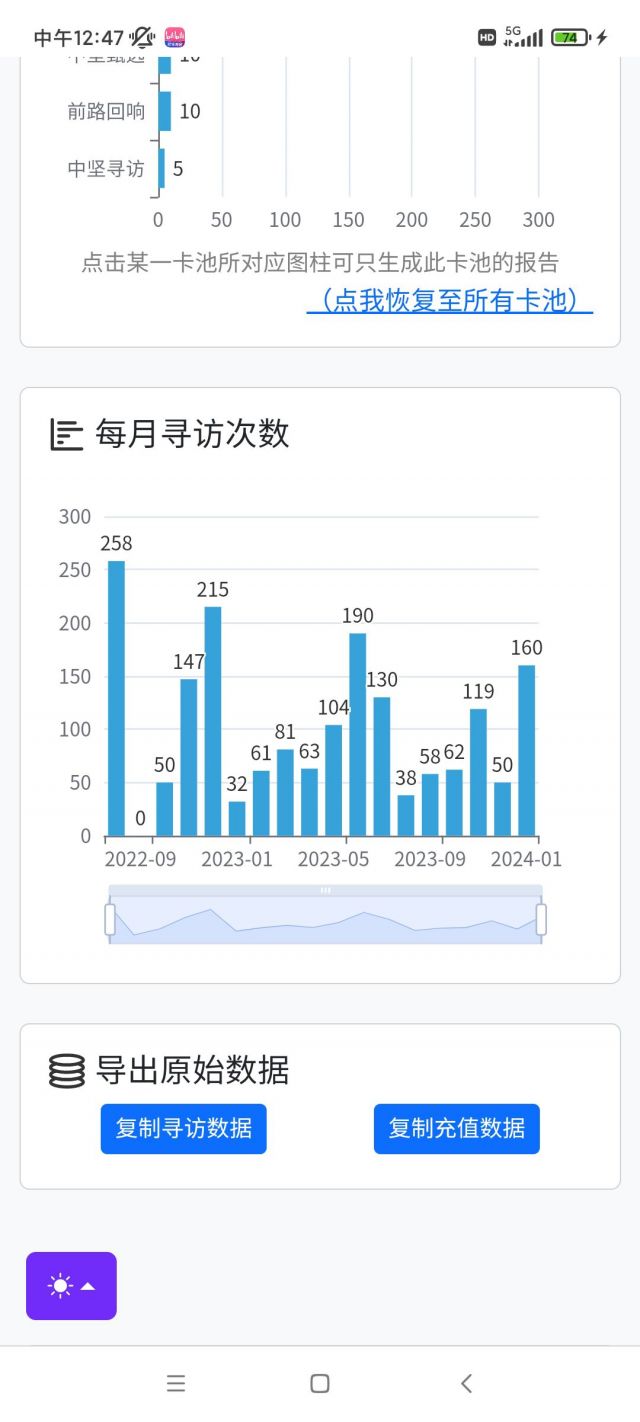 中午12:47
HD 5G 74
前路回响 10
中坚寻访 5
0 50 100 150 200 250 300
点击某一卡池所对应图柱可只生成此卡池的报告
（点我恢复至所有卡池）
每月寻访次数
300
250
200
150
100
50
0
258 0 50 147 215 32 61 81 63 104 190 130 38 58 62 119 50 160
2022-09 2023-01 2023-05 2023-09 2024-01
导出原始数据
复制寻访数据 复制充值数据